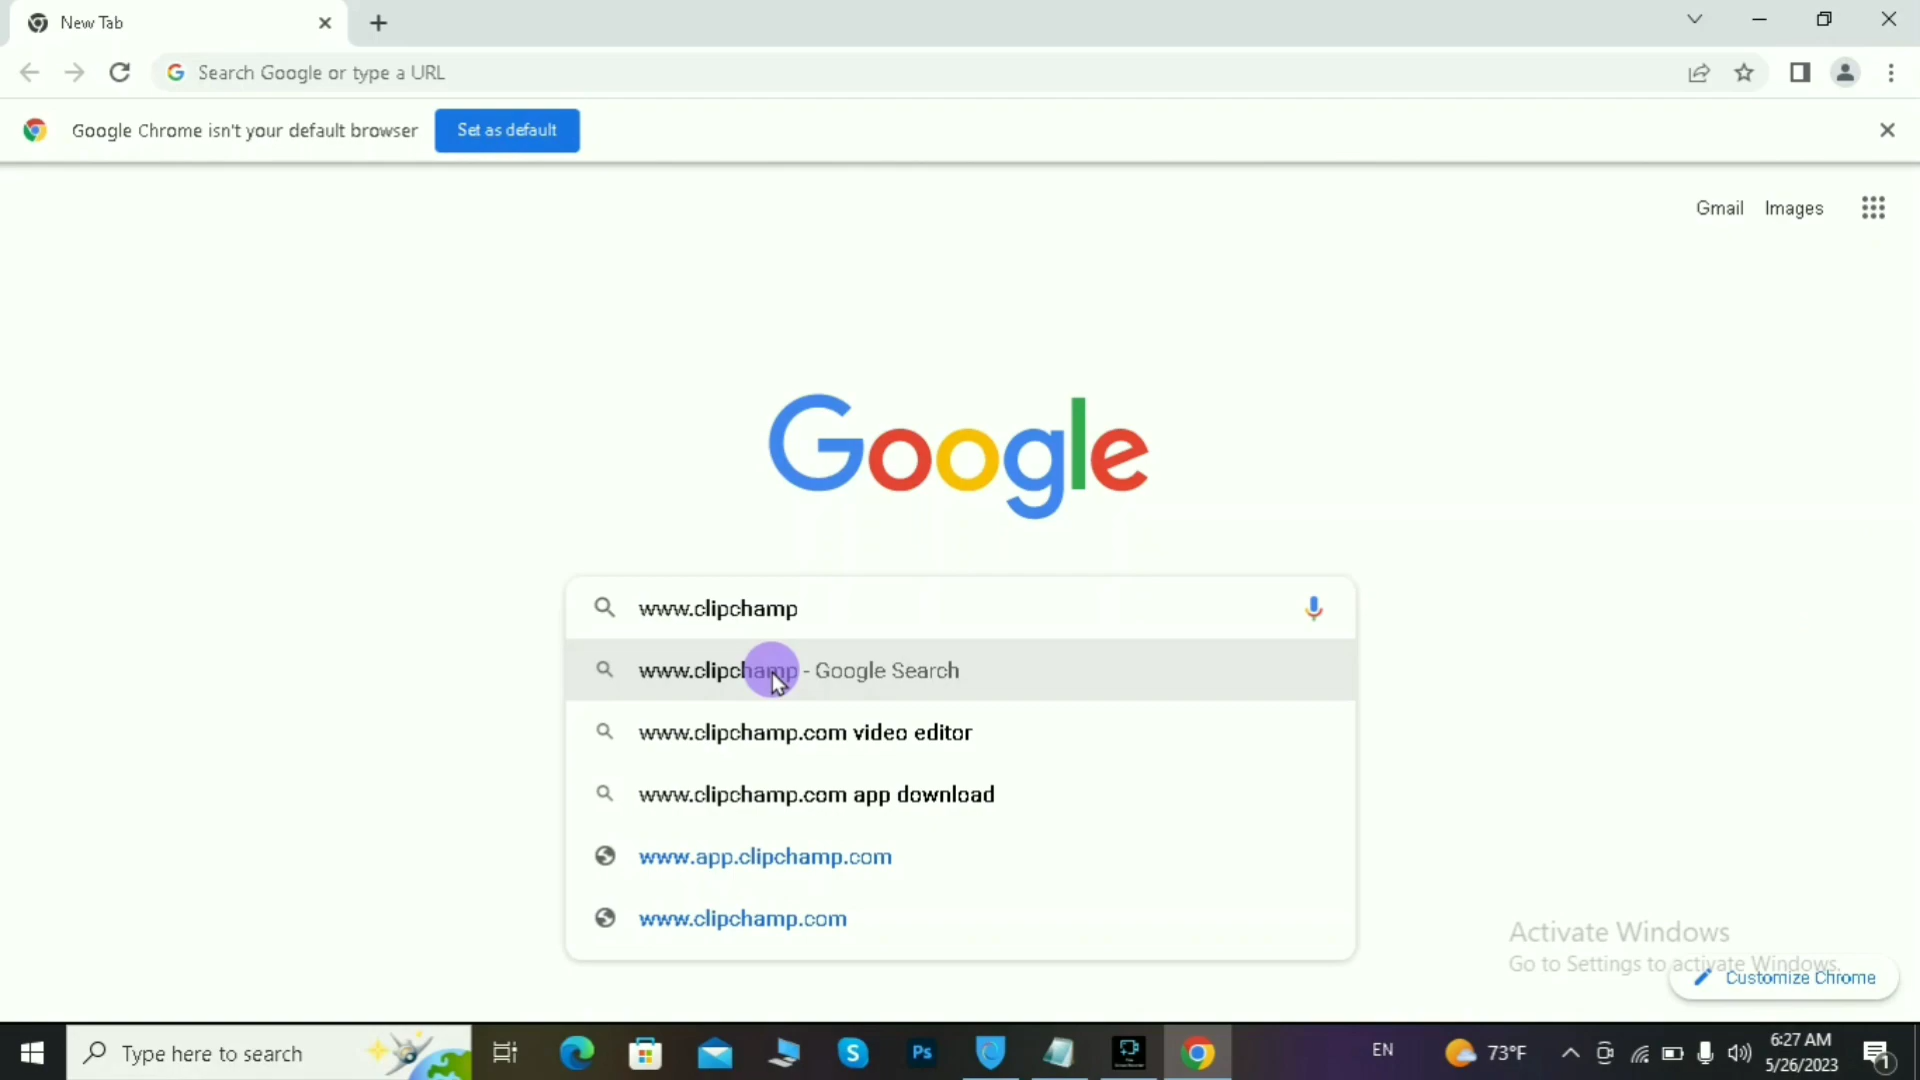 New Tab
Search Google or type a URL
Google Chrome isn't your default browser
Set as default
Gmail
Images
Google
www.clipchamp
www.clipchamp - Google Search
www.clipchamp.com video editor
www.clipchamp.com app download
www.app.clipchamp.com
www.clipchamp.com
Activate Windows
Go to Settings to activate Windows.
Customize Chrome
Type here to search
S
Ps
EN
73°F
6:27 AM
5/26/2023
1